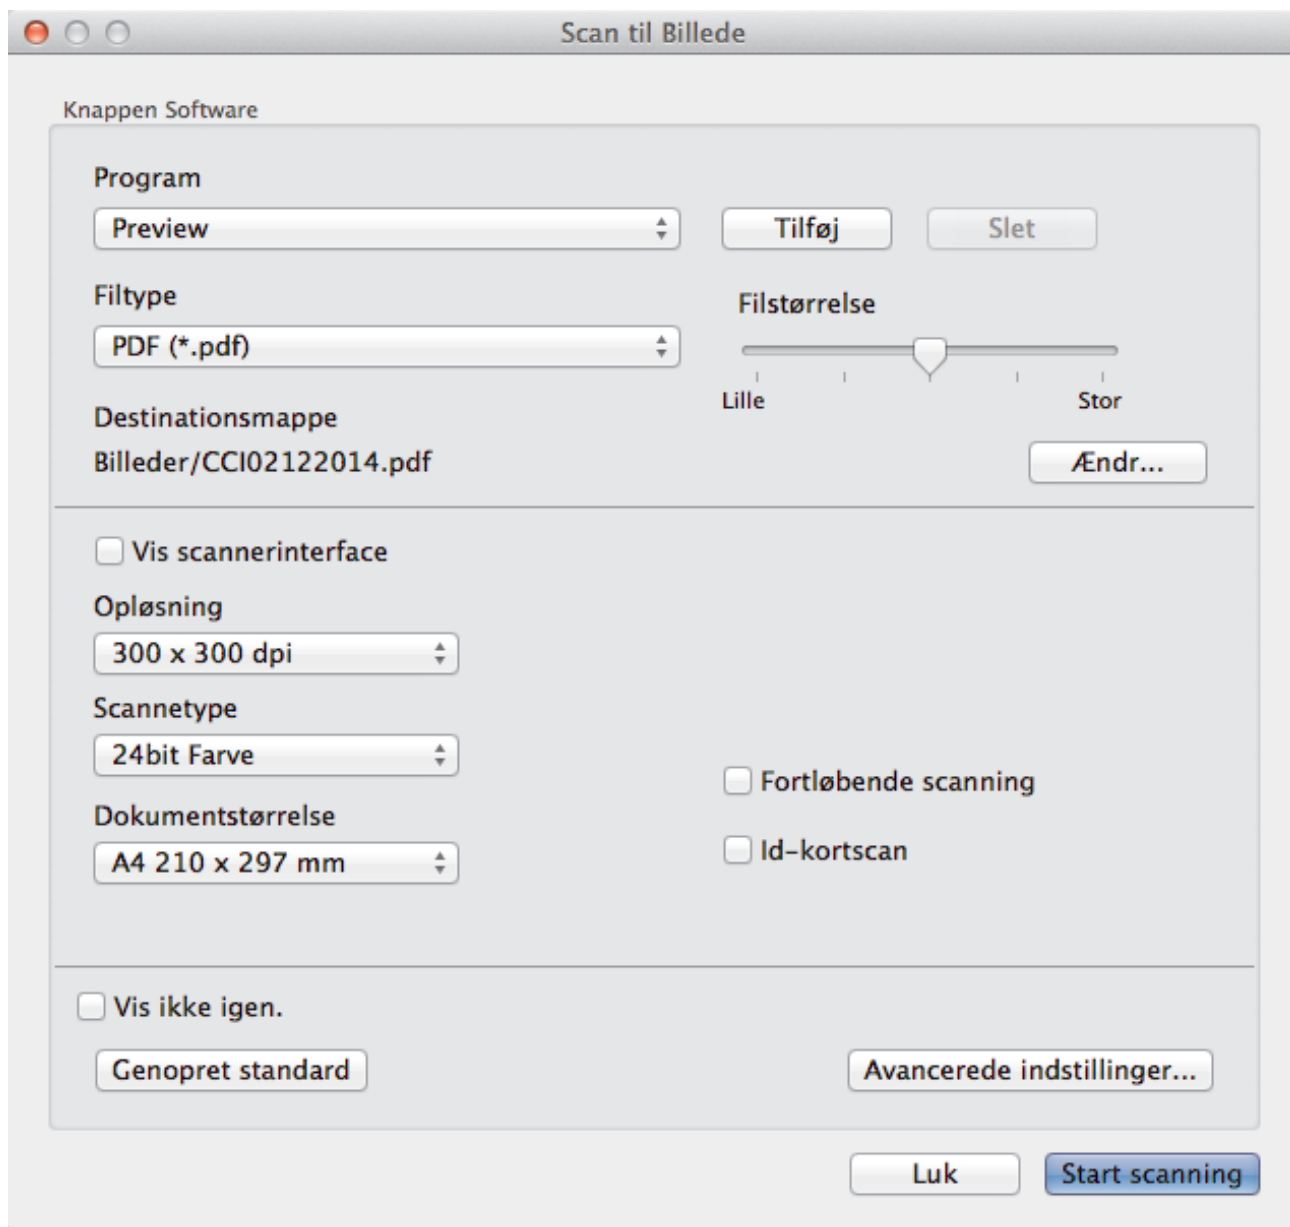 Scan til Billede
Knappen Software
Program
Preview
Tilføj
Slet
Filtype
Filstørrelse
PDF (*.pdf)
Lille
Stor
Destinationsmappe
Billeder/CCI02122014.pdf
Ændr...
Vis scannerinterface
Opløsning
300 x 300 dpi
Scannetype
24bit Farve
Fortløbende scanning
Dokumentstørrelse
Id-kortscan
A4 210 x 297 mm
Vis ikke igen.
Genopret standard
Avancerede indstillinger...
Luk
Start scanning